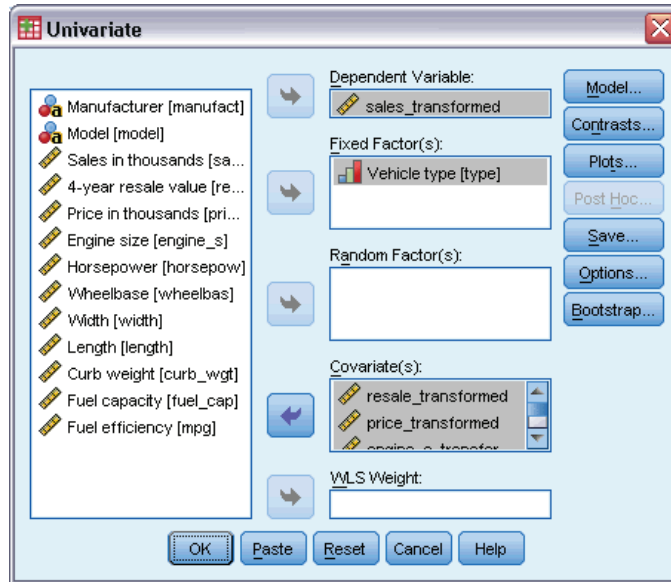 Univariate
Manufacturer [manufact]
Model [model]
Sales in thousands [sa...
4-year resale value [re...
Price in thousands [pri...
Engine size [engine_s]
Horsepower [horsepow]
Wheelbase [wheelbas]
Width [width]
Length [length]
Curb weight [curb_wgt]
Fuel capacity [fuel_cap]
Fuel efficiency [mpg]
Dependent Variable:
sales_transformed
Fixed Factor(s):
Vehicle type [type]
Random Factor(s):
Covariate(s):
resale_transformed
price_transformed
WLS Weight:
Model...
Contrasts...
Plots...
Post Hoc...
Save...
Options...
Bootstrap...
OK
Paste
Reset
Cancel
Help